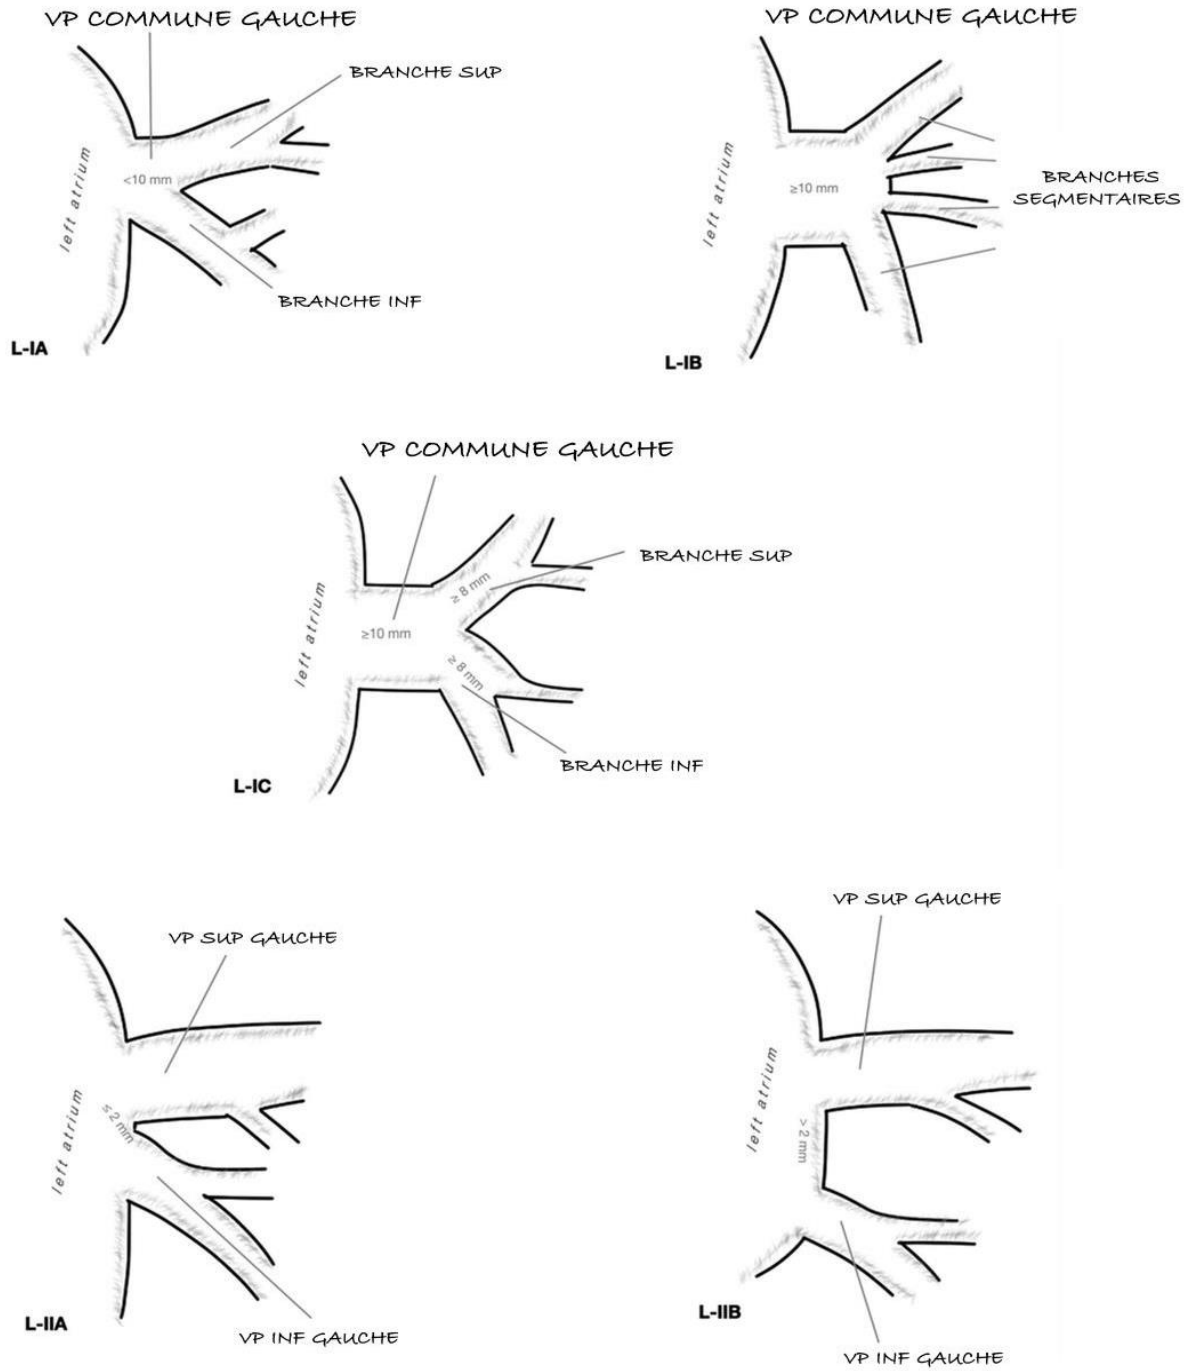 VP COMMUNE GAUCHE
BRANCHE SUP
<10 mm
left atrium
BRANCHE INF
L-IA
VP COMMUNE GAUCHE
≥10 mm
left atrium
BRANCHES
SEGMENTAIRES
L-IB
VP COMMUNE GAUCHE
BRANCHE SUP
≥ 8 mm
≥10 mm
left atrium
≥ 8 mm
BRANCHE INF
L-IC
VP SUP GAUCHE
≤ 2 mm
left atrium
L-IIA
VP INF GAUCHE
VP SUP GAUCHE
left atrium
> 2 mm
L-IIB
VP INF GAUCHE